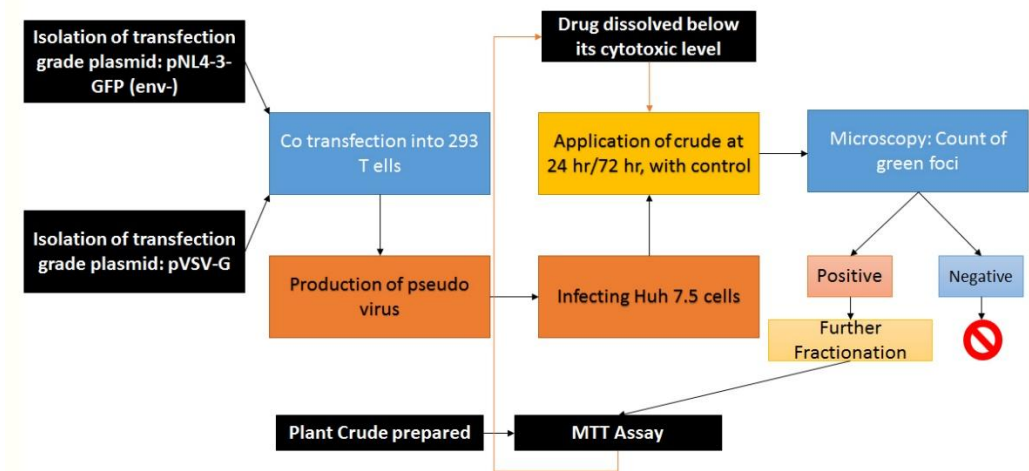 Isolation of transfection
grade plasmid: pNL4-3-
GFP (env-)
Drug dissolved below
its cytotoxic level
Co transfection into 293
T ells
Application of crude at
24 hr/72 hr, with control
Microscopy: Count of
green foci
Isolation of transfection
grade plasmid: pVSV-G
Production of pseudo
virus
Infecting Huh 7.5 cells
Positive
Negative
Further
Fractionation
Plant Crude prepared
MTT Assay